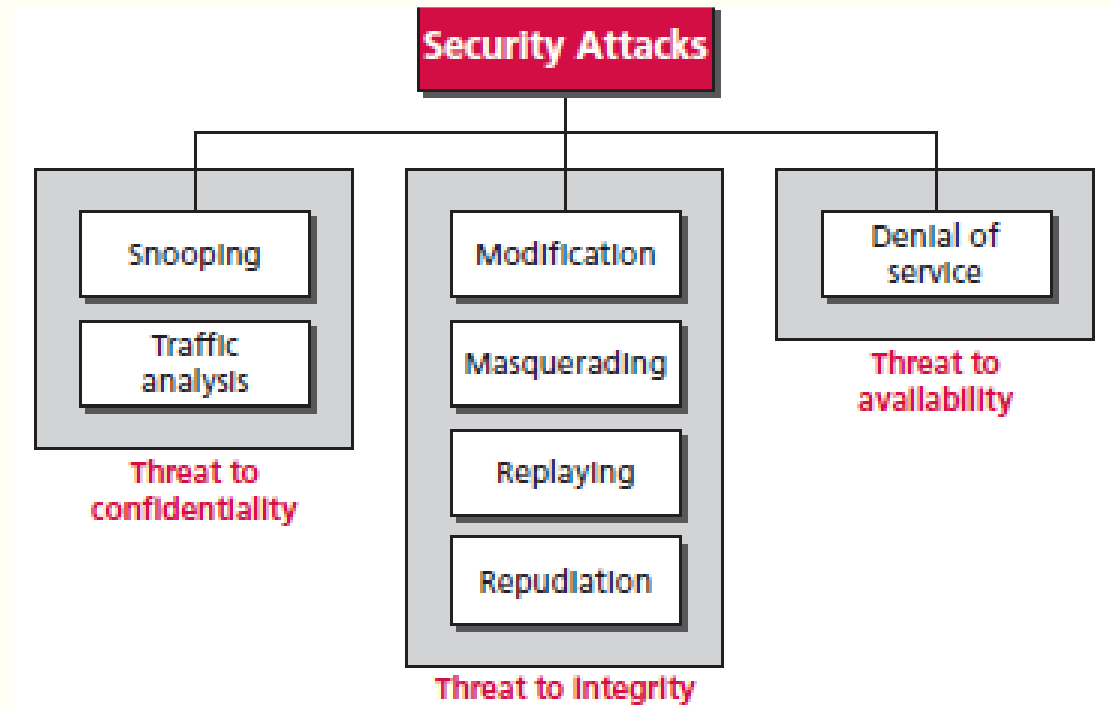 Security Attacks
Snooping
Traffic
analysis
Threat to
confidentiality
Modification
Masquerading
Replaying
Repudiation
Threat to integrity
Denial of
service
Threat to
availability